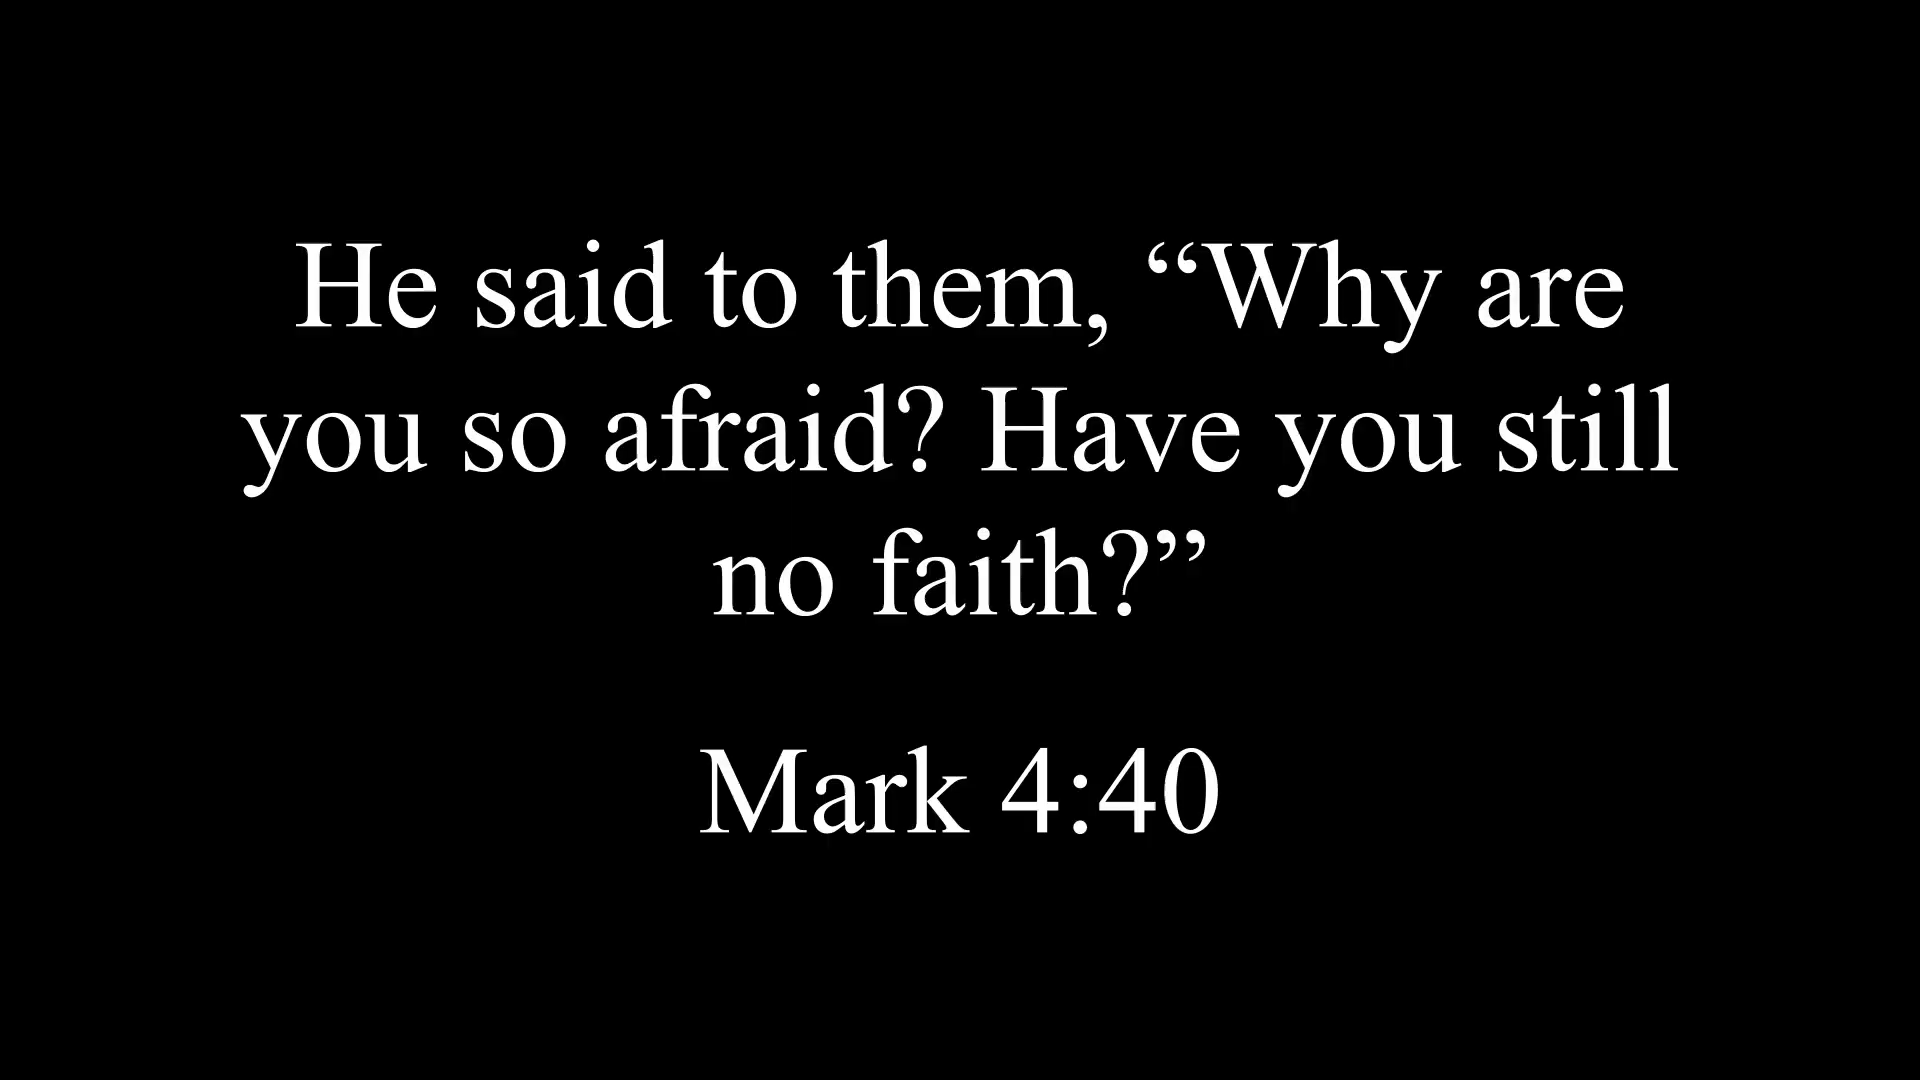 He said to them, “Why are
you so afraid? Have you still
no faith?”
Mark 4:40